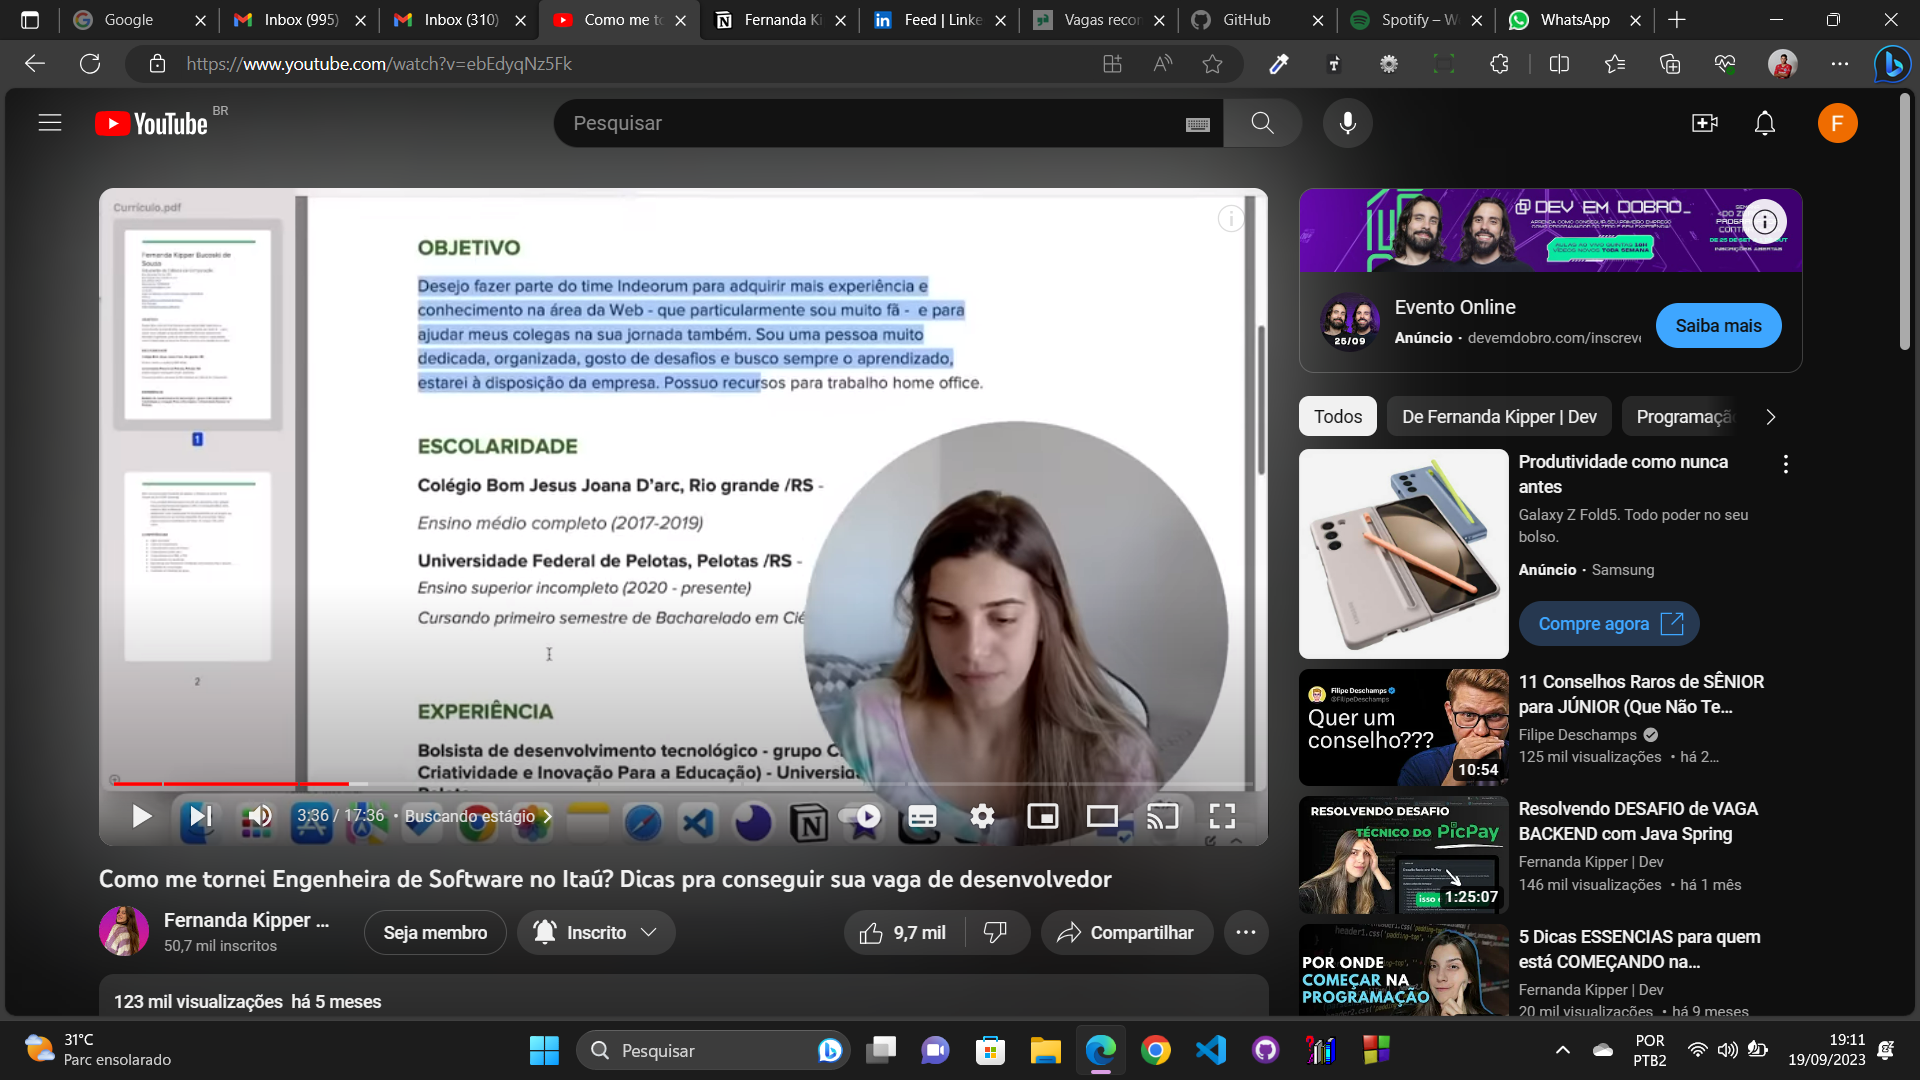 Google
Inbox (995)
Inbox (310)
Como me to
Fernanda Ki
Feed | Linke
Vagas recor
GitHub
Spotify – W
WhatsApp
https://www.youtube.com/watch?v=ebEdyqNz5Fk
YouTube BR
Pesquisar
F
Currículo.pdf
Fernanda Kipper Bucoski de
Sousa
1
2
OBJETIVO
Desejo fazer parte do time Indeorum para adquirir mais experiência e
conhecimento na área da Web - que particularmente sou muito fã - e para
ajudar meus colegas na sua jornada também. Sou uma pessoa muito
dedicada, organizada, gosto de desafios e busco sempre o aprendizado,
estarei à disposição da empresa. Possuo recursos para trabalho home office.
ESCOLARIDADE
Colégio Bom Jesus Joana D'arc, Rio grande /RS -
Ensino médio completo (2017-2019)
Universidade Federal de Pelotas, Pelotas /RS -
Ensino superior incompleto (2020 - presente)
Cursando primeiro semestre de Bacharelado em Ciê
EXPERIÊNCIA
Bolsista de desenvolvimento tecnológico - grupo C
Criatividade e Inovação Para a Educação) - Universida
3:36 / 17:36 • Buscando estágio
Como me tornei Engenheira de Software no Itaú? Dicas pra conseguir sua vaga de desenvolvedor
Fernanda Kipper ...
50,7 mil inscritos
Seja membro
Inscrito
9,7 mil
Compartilhar
123 mil visualizações há 5 meses
DEV EM DOBRO_
25/09
Evento Online
Anúncio · devemdobro.com/inscreve
Saiba mais
Todos
De Fernanda Kipper | Dev
Programaçã
Produtividade como nunca
antes
Galaxy Z Fold5. Todo poder no seu
bolso.
Anúncio · Samsung
Compre agora
Filipe Deschamps
@FilipeDeschamps
Quer um
conselho???
10:54
11 Conselhos Raros de SÊNIOR
para JÚNIOR (Que Não Te...
Filipe Deschamps
125 mil visualizações • há 2...
RESOLVENDO DESAFIO
TÉCNICO DO PICPAY
1:25:07
Resolvendo DESAFIO de VAGA
BACKEND com Java Spring
Fernanda Kipper | Dev
146 mil visualizações • há 1 mês
POR ONDE
COMEÇAR NA
PROGRAMAÇÃO
5 Dicas ESSENCIAS para quem
está COMEÇANDO na...
Fernanda Kipper | Dev
20 mil visualizações • há 9 meses
31°C
Parc ensolarado
Pesquisar
POR
PTB2
19:11
19/09/2023